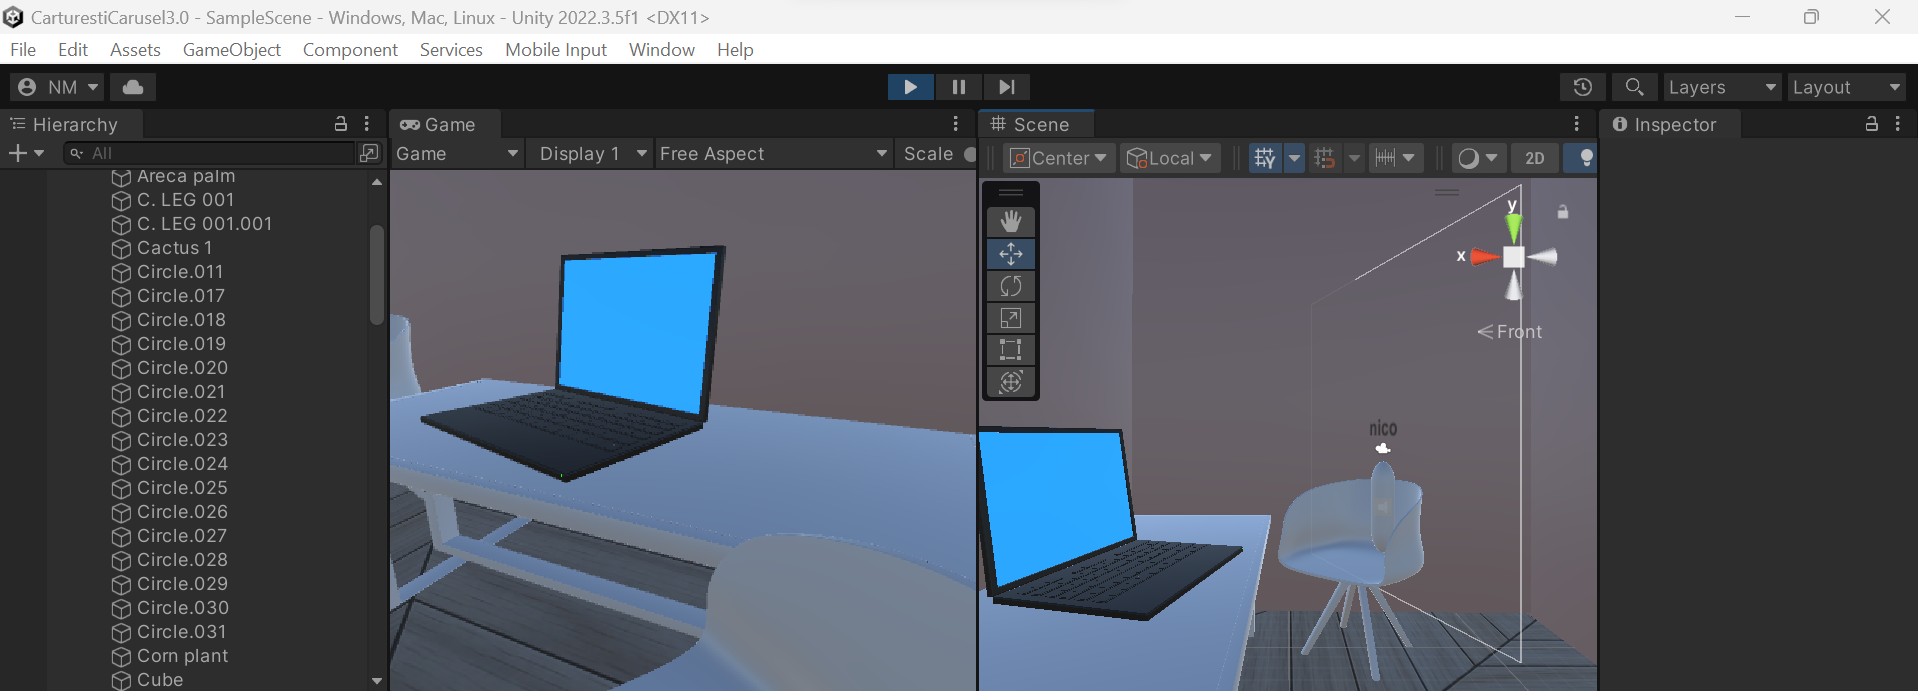 CarturestiCarusel3.0 - SampleScene - Windows, Mac, Linux - Unity 2022.3.5f1 <DX11>
File Edit Assets GameObject Component Services Mobile Input Window Help
NM Layers Layout
Hierarchy Game Scene Inspector
All Game Display 1 Free Aspect Scale Center Local 2D
Areca palm
C. LEG 001
C. LEG 001.001
Cactus 1
Circle.011
Circle.017
Circle.018
Circle.019
Circle.020
Circle.021
Circle.022
Circle.023
Circle.024
Circle.025
Circle.026
Circle.027
Circle.028
Circle.029
Circle.030
Circle.031
Corn plant
Cube
y
x
Front
nico